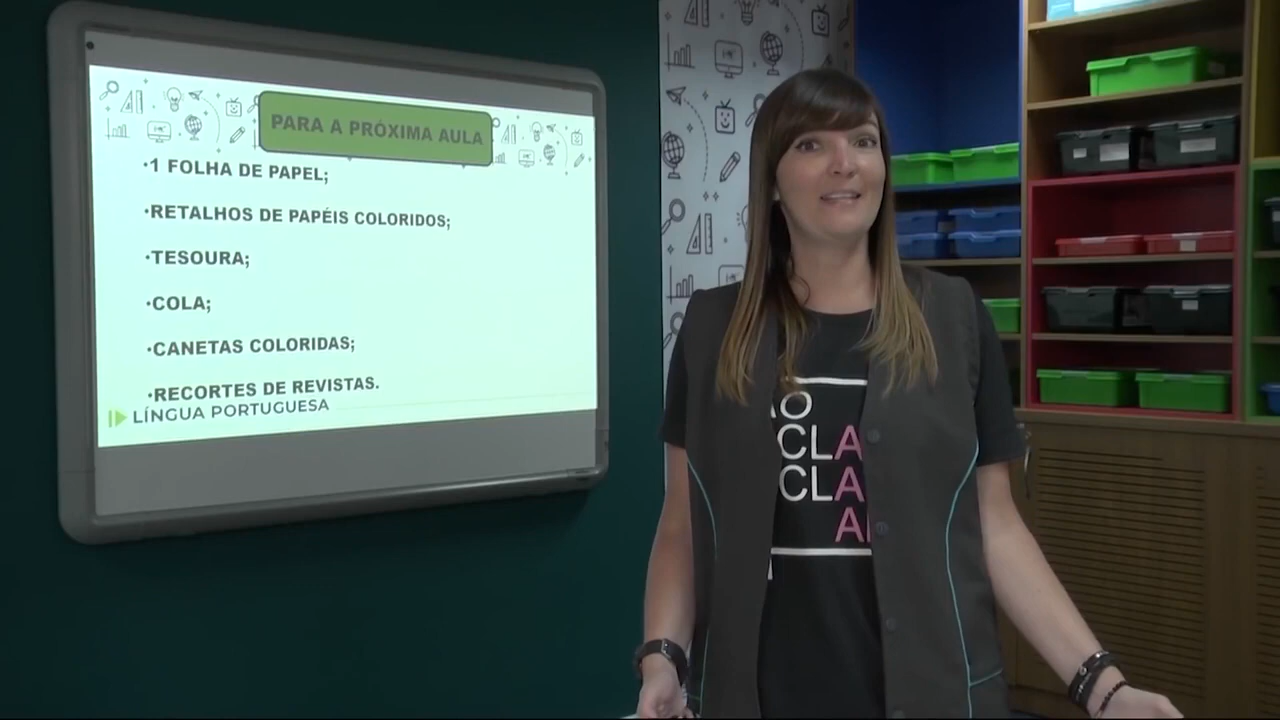 PARA A PRÓXIMA AULA
•1 FOLHA DE PAPEL;
•RETALHOS DE PAPÉIS COLORIDOS;
•TESOURA;
•COLA;
•CANETAS COLORIDAS;
•RECORTES DE REVISTAS.
LÍNGUA PORTUGUESA